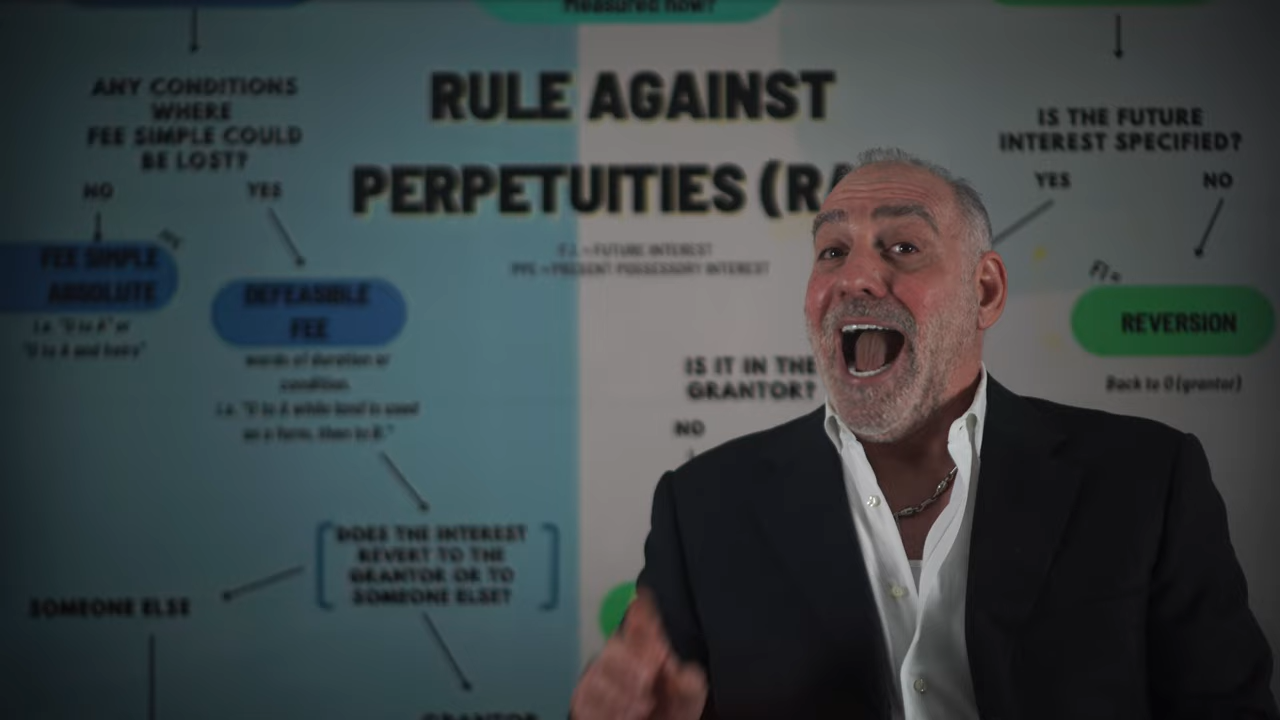 Measured how?
ANY CONDITIONS
WHERE
FEE SIMPLE COULD
BE LOST?
NO
YES
FEE SIMPLE
ABSOLUTE
i.e. "O to A" or
"O to A and heirs"
DEFEASIBLE
FEE
words of duration or
condition.
i.e. "O to A while land is used
as a farm, then to B."
DOES THE INTEREST
REVERT TO THE
GRANTOR OR TO
SOMEONE ELSE?
SOMEONE ELSE
GRANTOR
RULE AGAINST
PERPETUITIES (RA
F.I. = FUTURE INTEREST
PPI = PRESENT POSSESSORY INTEREST
IS IT IN THE
GRANTOR?
NO
IS THE FUTURE
INTEREST SPECIFIED?
YES
NO
REVERSION
Back to O (grantor)